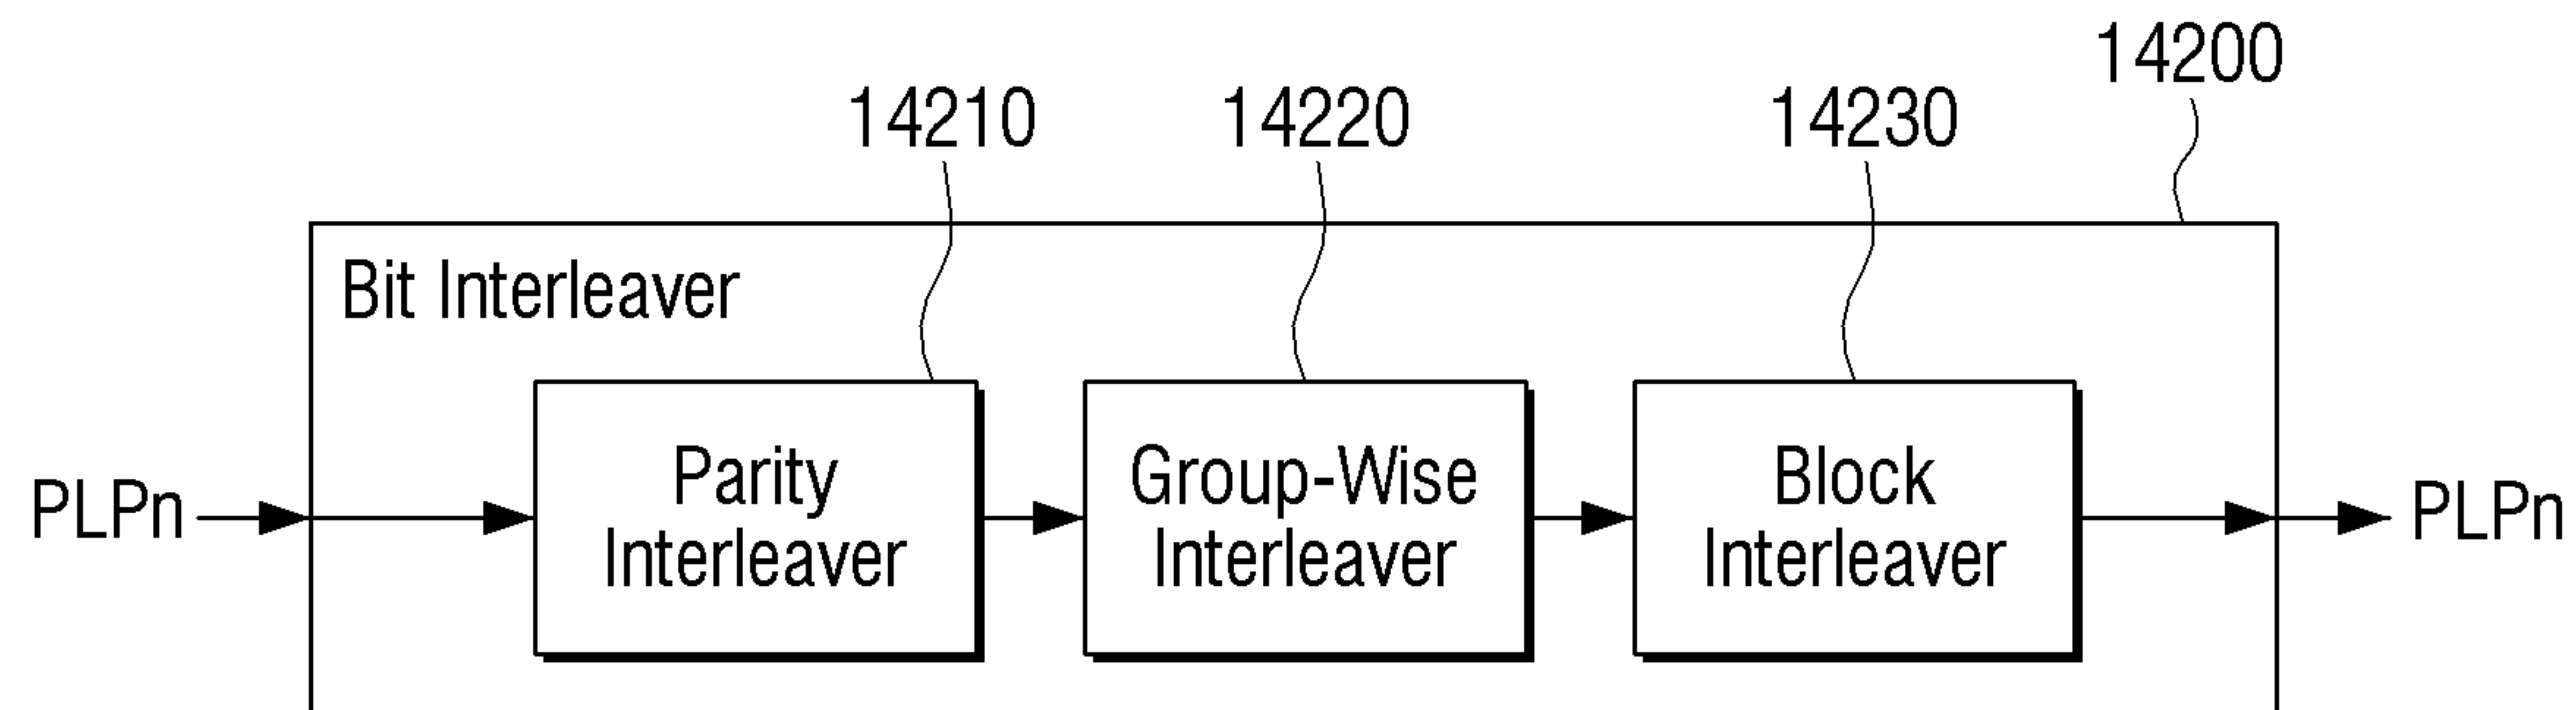 14200
14210 14220 14230
Bit Interleaver
PLPn
Parity
Interleaver
Group-Wise
Interleaver
Block
Interleaver
PLPn